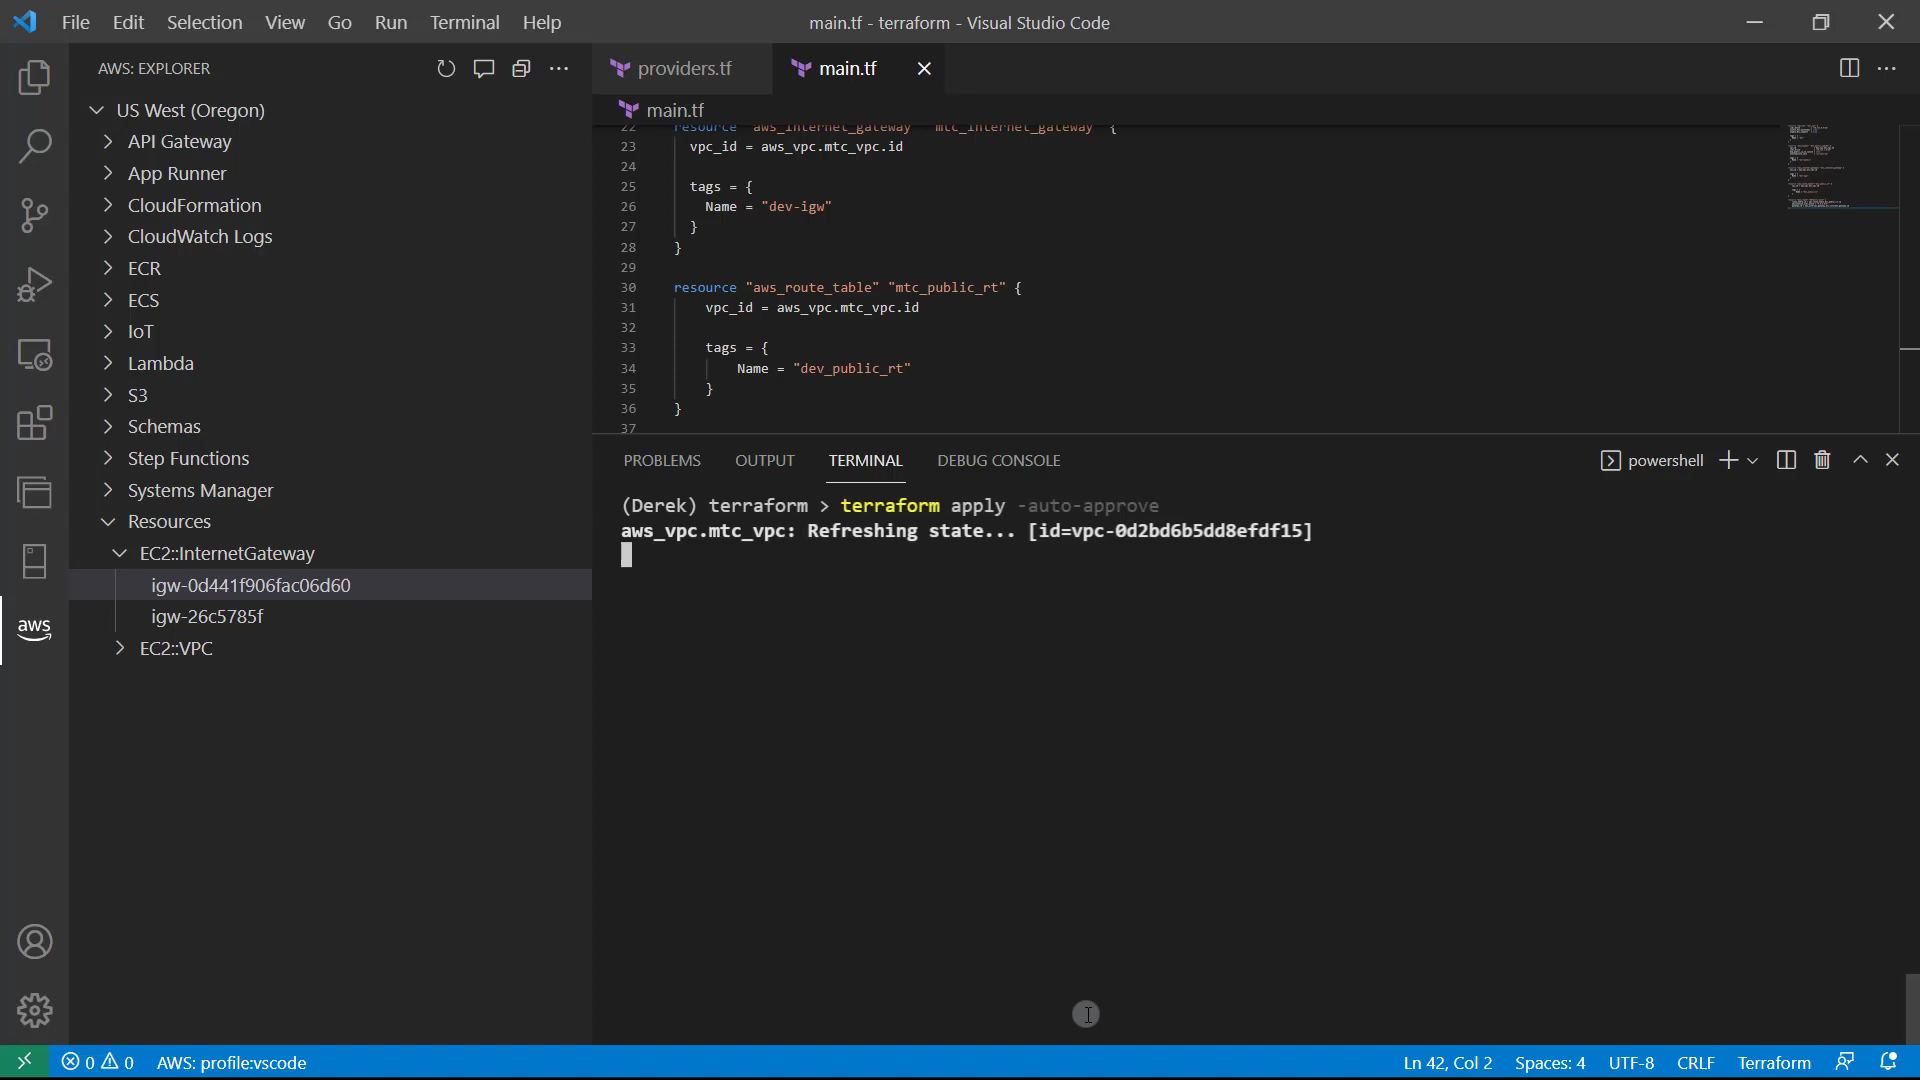 File Edit Selection View Go Run Terminal Help
main.tf - terraform - Visual Studio Code
AWS: EXPLORER
US West (Oregon)
API Gateway
App Runner
CloudFormation
CloudWatch Logs
ECR
ECS
IoT
Lambda
S3
Schemas
Step Functions
Systems Manager
Resources
EC2::InternetGateway
igw-0d441f906fac06d60
igw-26c5785f
EC2::VPC
aws
providers.tf main.tf
main.tf
22 resource "aws_internet_gateway" "mtc_internet_gateway" {
23 vpc_id = aws_vpc.mtc_vpc.id
24
25 tags = {
26 Name = "dev-igw"
27 }
28 }
29
30 resource "aws_route_table" "mtc_public_rt" {
31 vpc_id = aws_vpc.mtc_vpc.id
32
33 tags = {
34 Name = "dev_public_rt"
35 }
36 }
37
PROBLEMS OUTPUT TERMINAL DEBUG CONSOLE
powershell
(Derek) terraform > terraform apply -auto-approve
aws_vpc.mtc_vpc: Refreshing state... [id=vpc-0d2bd6b5dd8efdf15]
0 0 AWS: profile:vscode
Ln 42, Col 2 Spaces: 4 UTF-8 CRLF Terraform